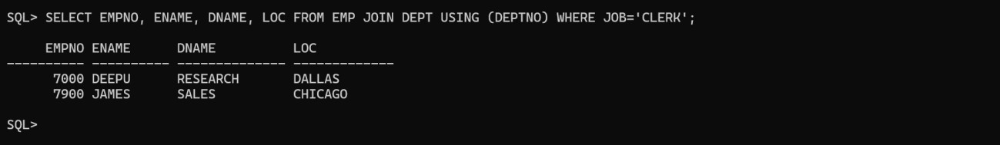 SQL> SELECT EMPNO, ENAME, DNAME, LOC FROM EMP JOIN DEPT USING (DEPTNO) WHERE JOB='CLERK';
     EMPNO ENAME      DNAME          LOC
---------- ---------- -------------- -------------
      7000 DEEPU      RESEARCH       DALLAS
      7900 JAMES      SALES          CHICAGO
SQL>